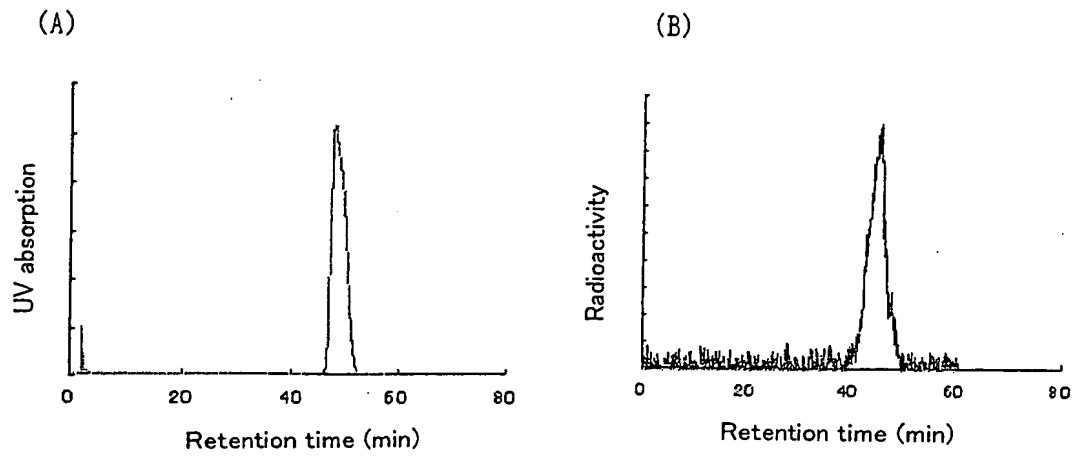 (A)
UV absorption
0 20 40 60 80
Retention time (min)
(B)
Radioactivity
0 20 40 60 80
Retention time (min)